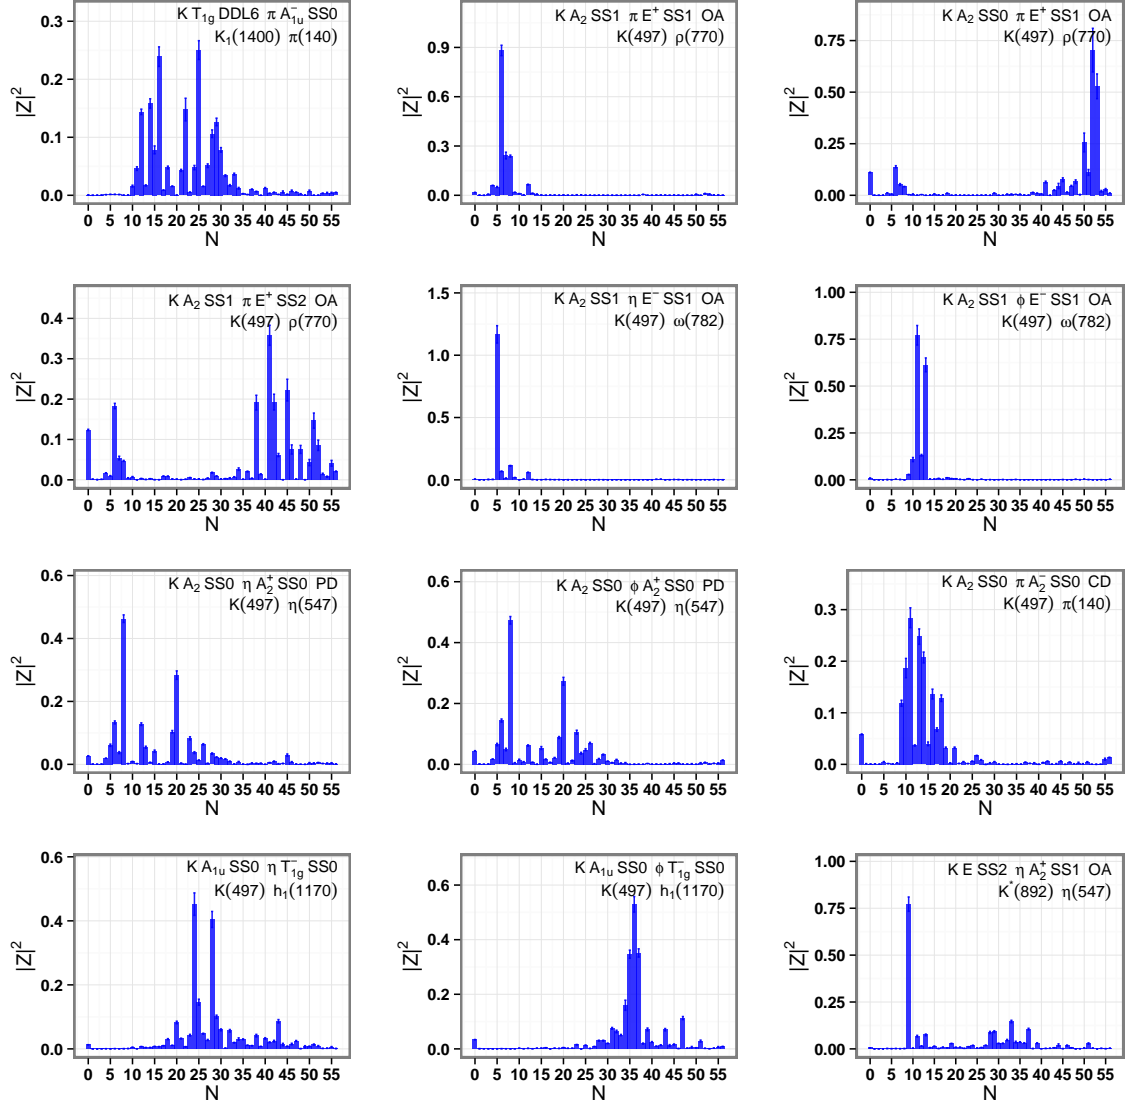 K T1g DDL6 π A−1u SS0
K1(1400) π(140)
|Z|2
0.3
0.2
0.1
0.0
0 5 10 15 20 25 30 35 40 45 50 55
N
K A2 SS1 π E+ SS1 OA
K(497) ρ(770)
|Z|2
0.9
0.6
0.3
0.0
0 5 10 15 20 25 30 35 40 45 50 55
N
K A2 SS0 π E+ SS1 OA
K(497) ρ(770)
|Z|2
0.75
0.50
0.25
0.00
0 5 10 15 20 25 30 35 40 45 50 55
N
K A2 SS1 π E+ SS2 OA
K(497) ρ(770)
|Z|2
0.4
0.3
0.2
0.1
0.0
0 5 10 15 20 25 30 35 40 45 50 55
N
K A2 SS1 η E− SS1 OA
K(497) ω(782)
|Z|2
1.5
1.0
0.5
0.0
0 5 10 15 20 25 30 35 40 45 50 55
N
K A2 SS1 ϕ E− SS1 OA
K(497) ω(782)
|Z|2
1.00
0.75
0.50
0.25
0.00
0 5 10 15 20 25 30 35 40 45 50 55
N
K A2 SS0 η A+2 SS0 PD
K(497) η(547)
|Z|2
0.6
0.4
0.2
0.0
0 5 10 15 20 25 30 35 40 45 50 55
N
K A2 SS0 ϕ A+2 SS0 PD
K(497) η(547)
|Z|2
0.6
0.4
0.2
0.0
0 5 10 15 20 25 30 35 40 45 50 55
N
K A2 SS0 π A−2 SS0 CD
K(497) π(140)
|Z|2
0.3
0.2
0.1
0.0
0 5 10 15 20 25 30 35 40 45 50 55
N
K A1u SS0 η T−1g SS0
K(497) h1(1170)
|Z|2
0.6
0.4
0.2
0.0
0 5 10 15 20 25 30 35 40 45 50 55
N
K A1u SS0 ϕ T−1g SS0
K(497) h1(1170)
|Z|2
0.6
0.4
0.2
0.0
0 5 10 15 20 25 30 35 40 45 50 55
N
K E SS2 η A+2 SS1 OA
K*(892) η(547)
|Z|2
1.00
0.75
0.50
0.25
0.00
0 5 10 15 20 25 30 35 40 45 50 55
N